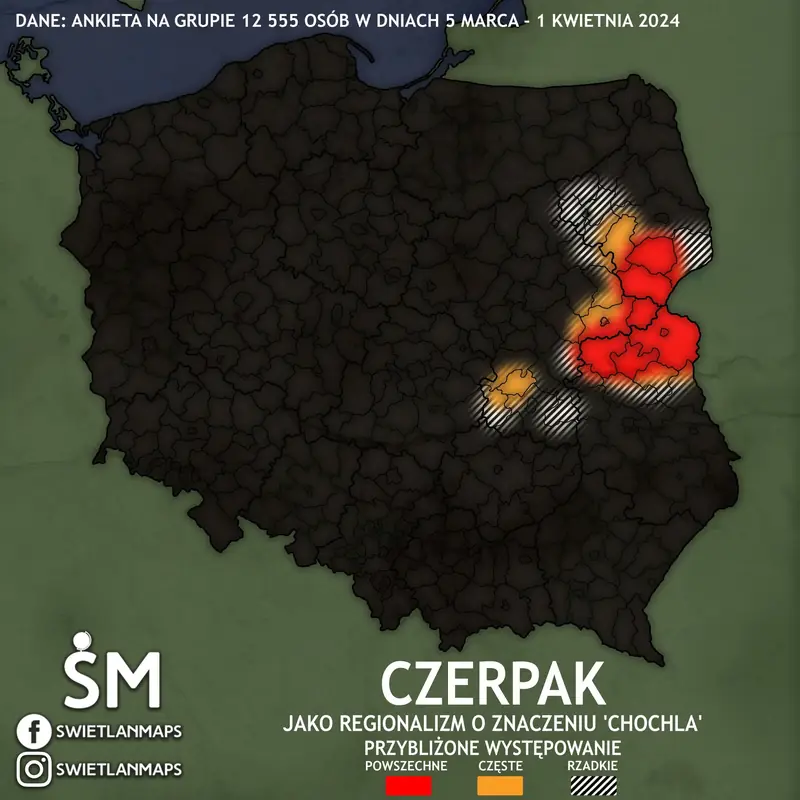 DANE: ANKIETA NA GRUPIE 12 555 OSÓB W DNIACH 5 MARCA - 1 KWIETNIA 2024
ŚM
SWIETLANMAPS
SWIETLANMAPS
CZERPAK
JAKO REGIONALIZM O ZNACZENIU 'CHOCHLA'
PRZYBLIŻONE WYSTĘPOWANIE
POWSZECHNE CZĘSTE RZADKIE